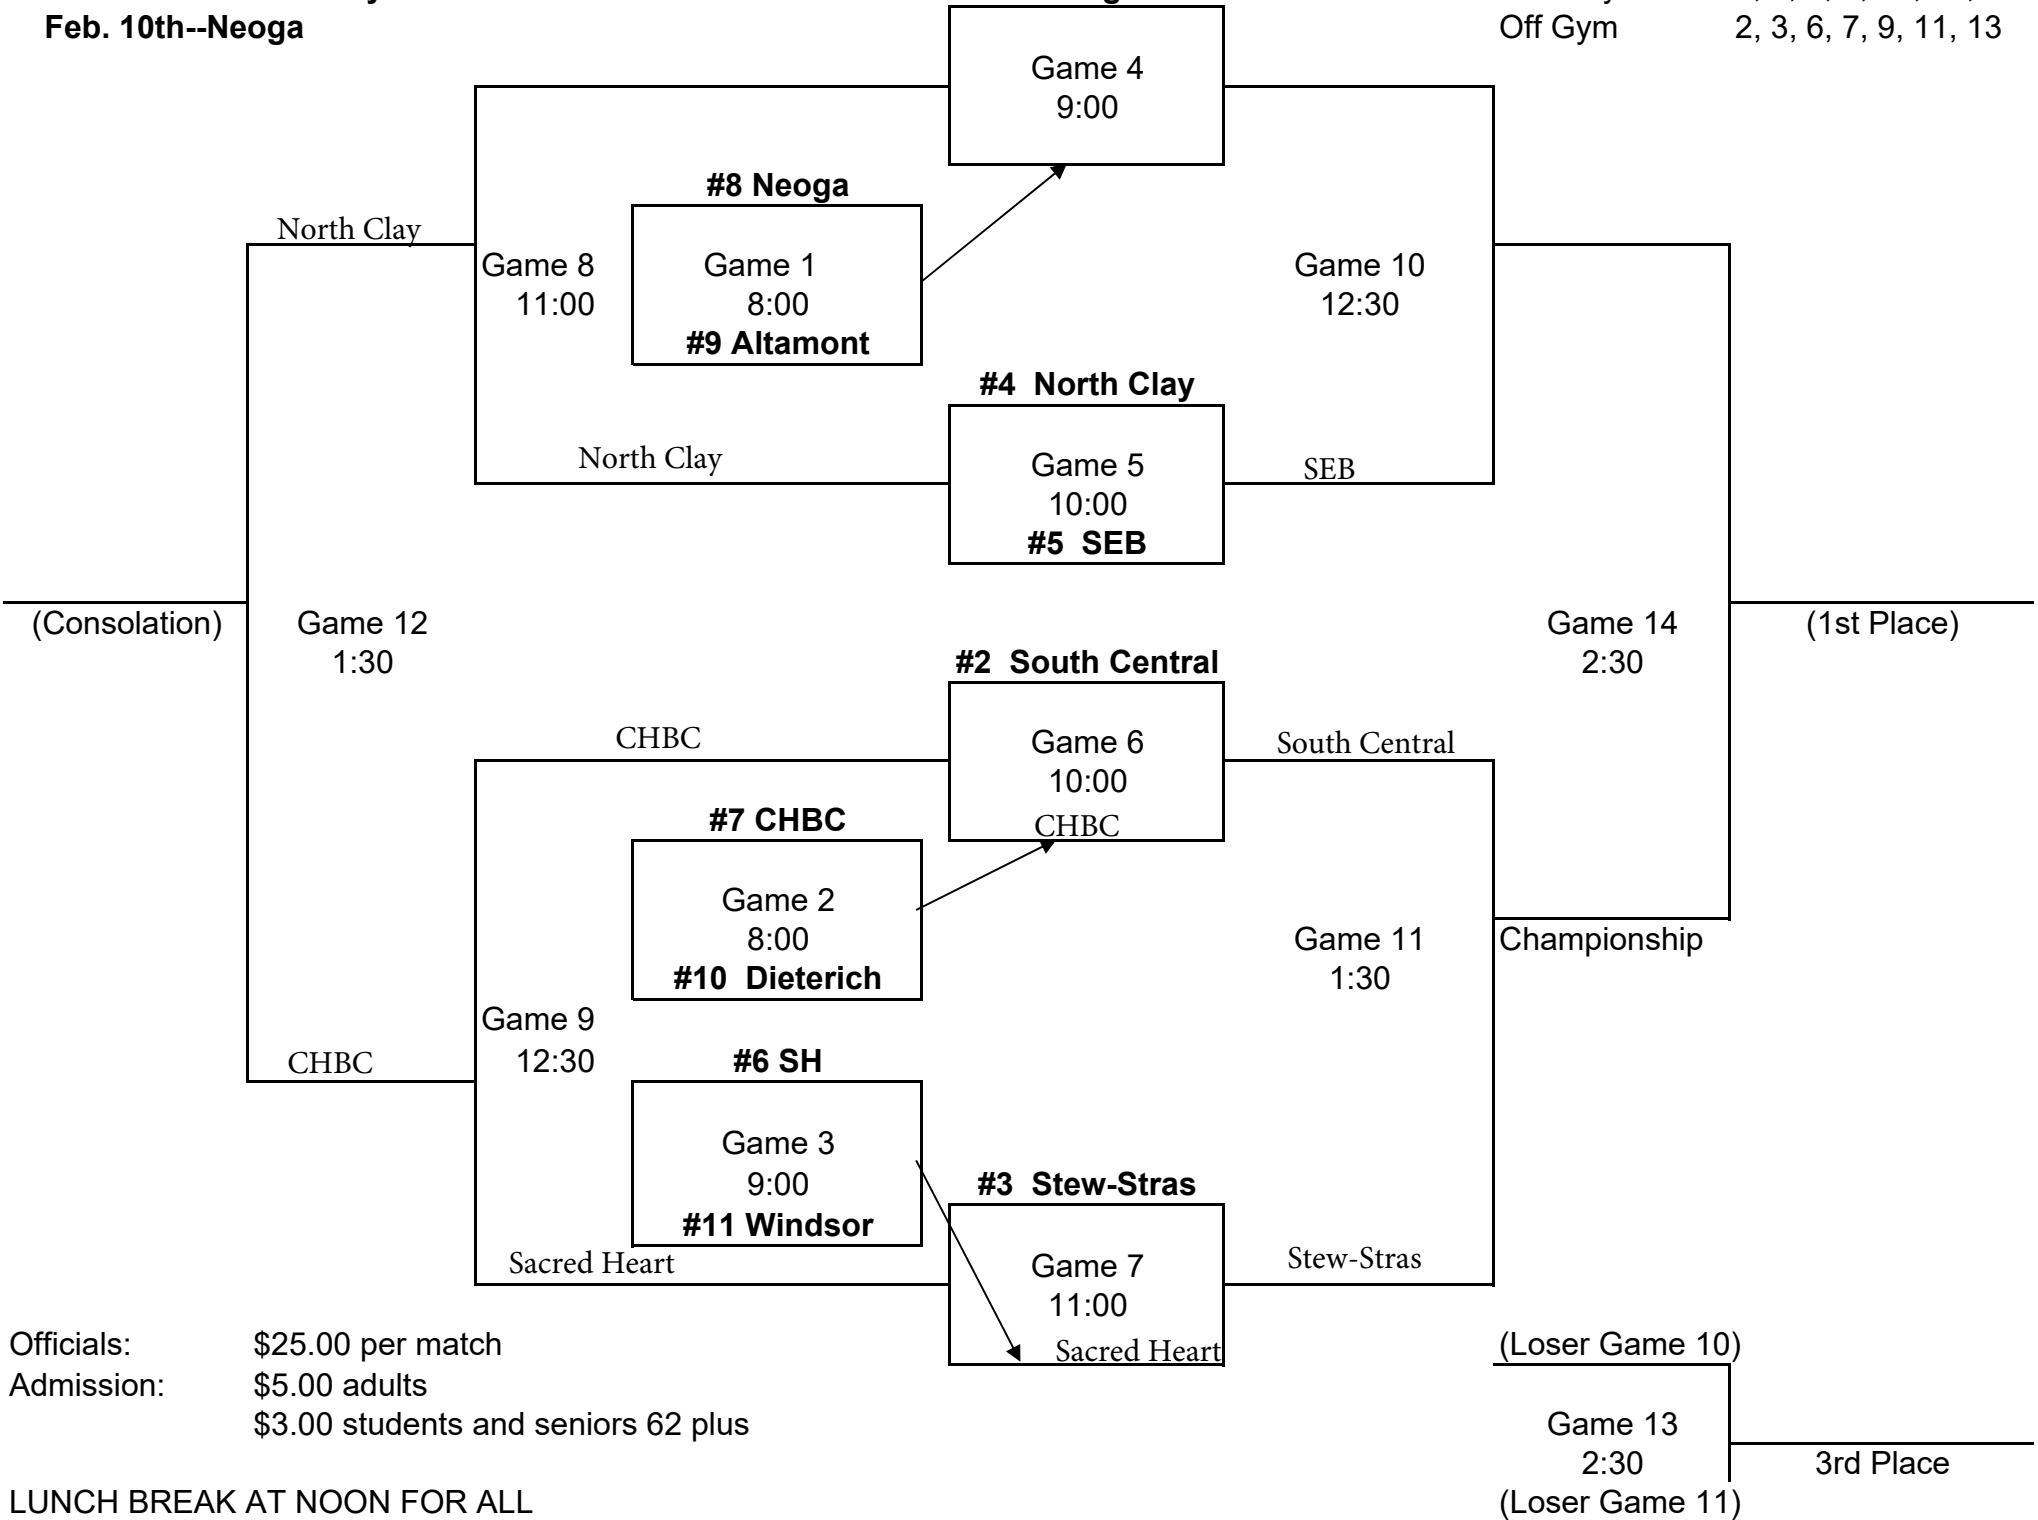 Feb. 10th--Neoga
Off Gym 2, 3, 6, 7, 9, 11, 13
Game 4
9:00
#8 Neoga
North Clay
Game 8
11:00
Game 1
8:00
#9 Altamont
Game 10
12:30
#4 North Clay
North Clay
Game 5
10:00
#5 SEB
SEB
(Consolation)
Game 12
1:30
Game 14
2:30
(1st Place)
#2 South Central
CHBC
Game 6
10:00
CHBC
South Central
#7 CHBC
Game 2
8:00
#10 Dieterich
Game 11
1:30
Championship
Game 9
12:30
CHBC
#6 SH
Game 3
9:00
#11 Windsor
#3 Stew-Stras
Sacred Heart
Game 7
11:00
Sacred Heart
Stew-Stras
Officials: $25.00 per match
Admission: $5.00 adults
$3.00 students and seniors 62 plus
(Loser Game 10)
Game 13
2:30
3rd Place
LUNCH BREAK AT NOON FOR ALL
(Loser Game 11)